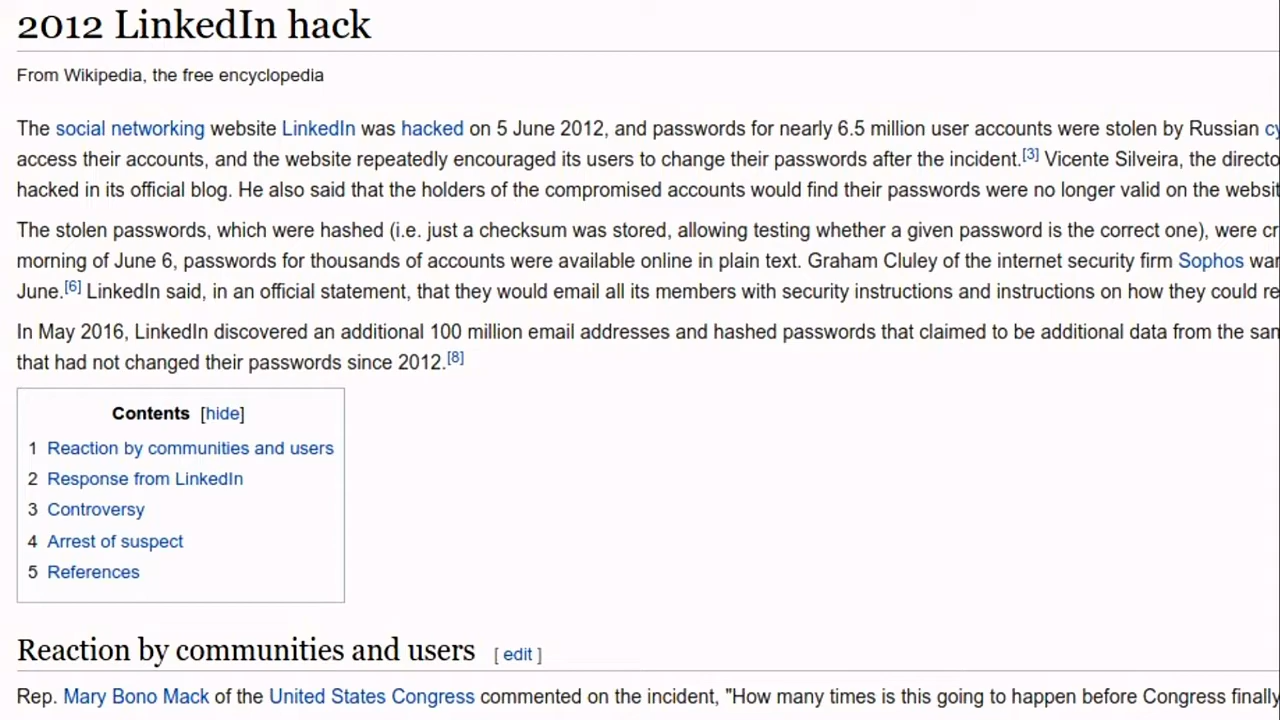 2012 LinkedIn hack
From Wikipedia, the free encyclopedia
The social networking website LinkedIn was hacked on 5 June 2012, and passwords for nearly 6.5 million user accounts were stolen by Russian
access their accounts, and the website repeatedly encouraged its users to change their passwords after the incident.[3] Vicente Silveira, the
hacked in its official blog. He also said that the holders of the compromised accounts would find their passwords were no longer valid on the
The stolen passwords, which were hashed (i.e. just a checksum was stored, allowing testing whether a given password is the correct one), were
morning of June 6, passwords for thousands of accounts were available online in plain text. Graham Cluley of the internet security firm Sophos
June.[6] LinkedIn said, in an official statement, that they would email all its members with security instructions and instructions on how they could
In May 2016, LinkedIn discovered an additional 100 million email addresses and hashed passwords that claimed to be additional data from the
that had not changed their passwords since 2012.[8]
Contents [hide]
1 Reaction by communities and users
2 Response from LinkedIn
3 Controversy
4 Arrest of suspect
5 References
Reaction by communities and users [ edit ]
Rep. Mary Bono Mack of the United States Congress commented on the incident, "How many times is this going to happen before Congress finally